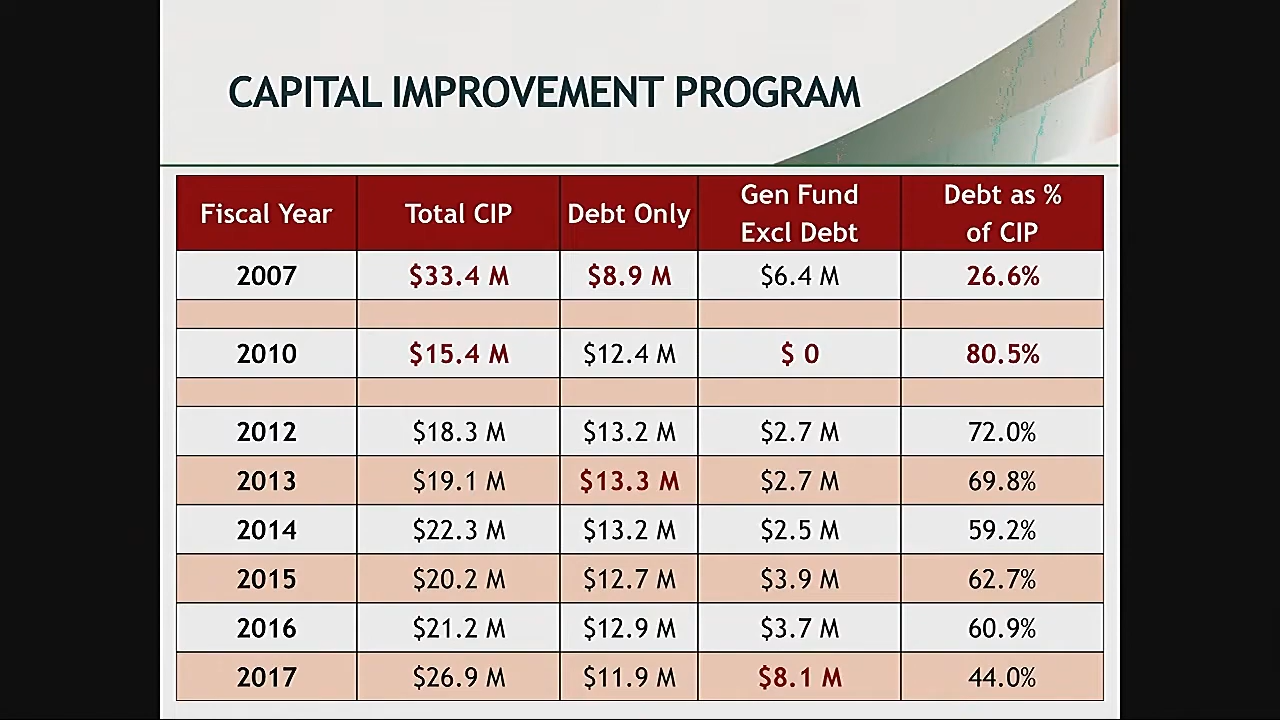 CAPITAL IMPROVEMENT PROGRAM
Fiscal Year Total CIP Debt Only Gen Fund Excl Debt Debt as % of CIP
2007 $33.4 M $8.9 M $6.4 M 26.6%
2010 $15.4 M $12.4 M $ 0 80.5%
2012 $18.3 M $13.2 M $2.7 M 72.0%
2013 $19.1 M $13.3 M $2.7 M 69.8%
2014 $22.3 M $13.2 M $2.5 M 59.2%
2015 $20.2 M $12.7 M $3.9 M 62.7%
2016 $21.2 M $12.9 M $3.7 M 60.9%
2017 $26.9 M $11.9 M $8.1 M 44.0%